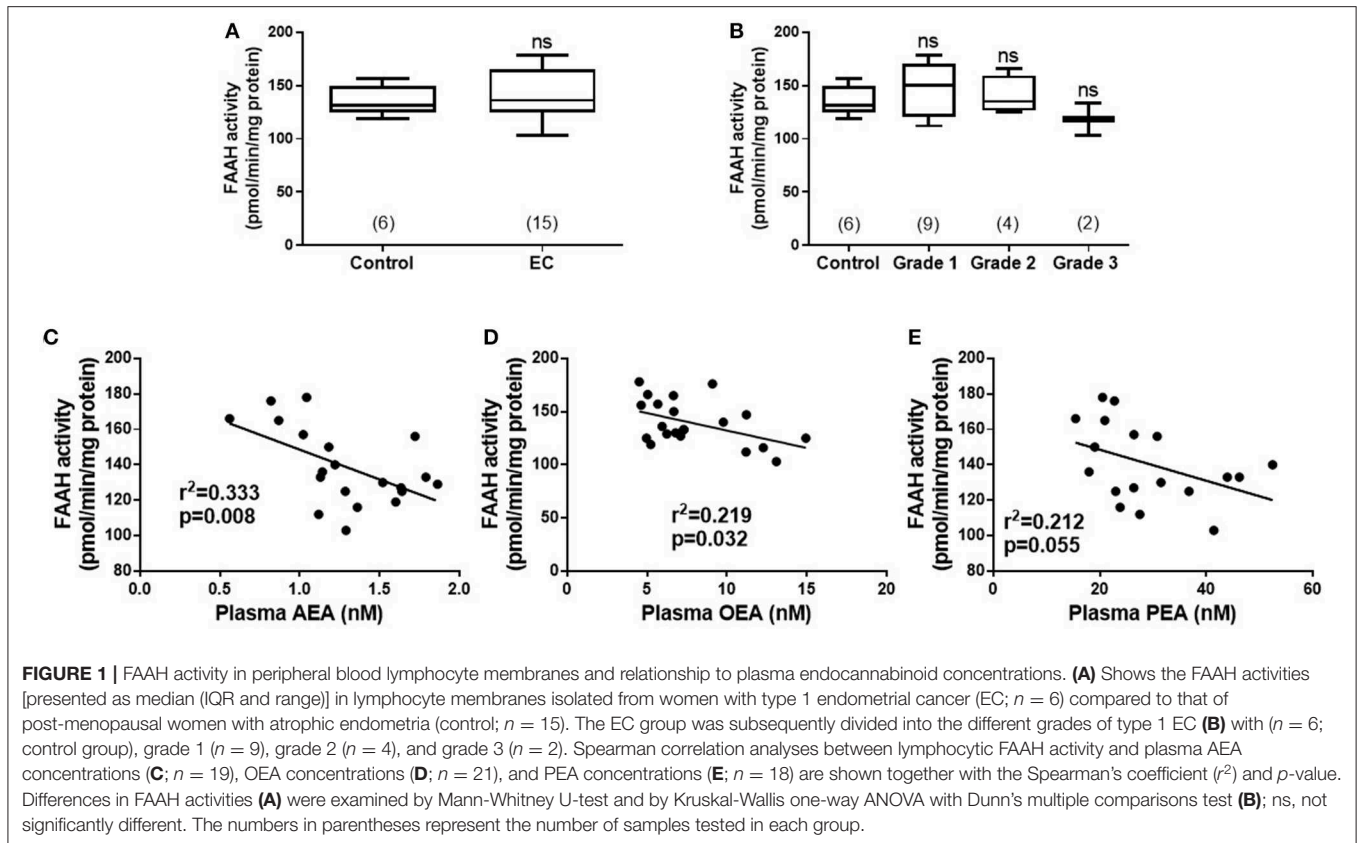 A
FAAH activity
(pmol/min/mg protein)
200
150
100
50
0
ns
(6)
(15)
Control
EC
B
FAAH activity
(pmol/min/mg protein)
200
150
100
50
0
ns
ns
ns
(6)
(9)
(4)
(2)
Control
Grade 1
Grade 2
Grade 3
C
FAAH activity
(pmol/min/mg protein)
200
180
160
140
120
100
80
r²=0.333
p=0.008
0.0
0.5
1.0
1.5
2.0
Plasma AEA (nM)
D
FAAH activity
(pmol/min/mg protein)
200
150
100
50
0
r²=0.219
p=0.032
0
5
10
15
20
Plasma OEA (nM)
E
FAAH activity
(pmol/min/mg protein)
200
180
160
140
120
100
80
r²=0.212
p=0.055
0
20
40
60
Plasma PEA (nM)
FIGURE 1 | FAAH activity in peripheral blood lymphocyte membranes and relationship to plasma endocannabinoid concentrations. (A) Shows the FAAH activities
[presented as median (IQR and range)] in lymphocyte membranes isolated from women with type 1 endometrial cancer (EC; n = 6) compared to that of
post-menopausal women with atrophic endometria (control; n = 15). The EC group was subsequently divided into the different grades of type 1 EC (B) with (n = 6;
control group), grade 1 (n = 9), grade 2 (n = 4), and grade 3 (n = 2). Spearman correlation analyses between lymphocytic FAAH activity and plasma AEA
concentrations (C; n = 19), OEA concentrations (D; n = 21), and PEA concentrations (E; n = 18) are shown together with the Spearman's coefficient (r²) and p-value.
Differences in FAAH activities (A) were examined by Mann-Whitney U-test and by Kruskal-Wallis one-way ANOVA with Dunn's multiple comparisons test (B); ns, not
significantly different. The numbers in parentheses represent the number of samples tested in each group.